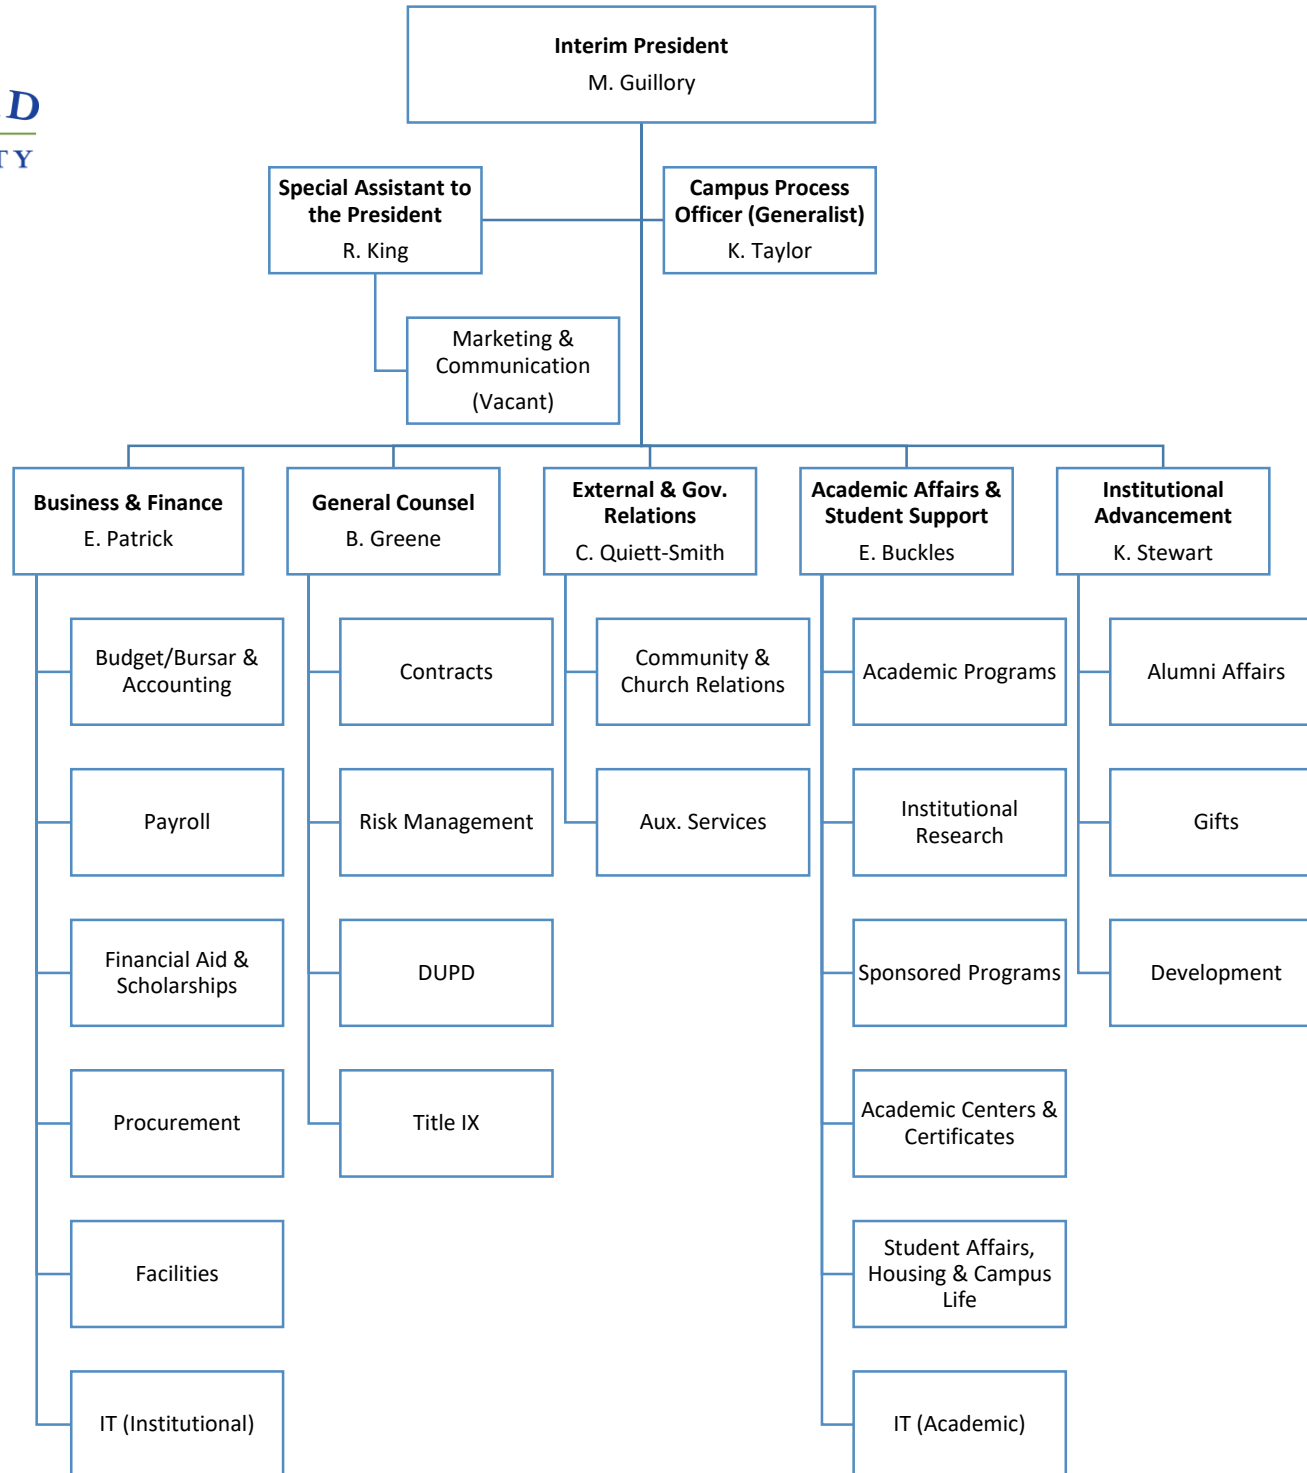 D
TY
Interim President
M. Guillory
Special Assistant to
the President
R. King
Campus Process
Officer (Generalist)
K. Taylor
Marketing &
Communication
(Vacant)
Business & Finance
E. Patrick
General Counsel
B. Greene
External & Gov.
Relations
C. Quiett-Smith
Academic Affairs &
Student Support
E. Buckles
Institutional
Advancement
K. Stewart
Budget/Bursar &
Accounting
Payroll
Financial Aid &
Scholarships
Procurement
Facilities
IT (Institutional)
Contracts
Risk Management
DUPD
Title IX
Community &
Church Relations
Aux. Services
Academic Programs
Institutional
Research
Sponsored Programs
Academic Centers &
Certificates
Student Affairs,
Housing & Campus
Life
IT (Academic)
Alumni Affairs
Gifts
Development